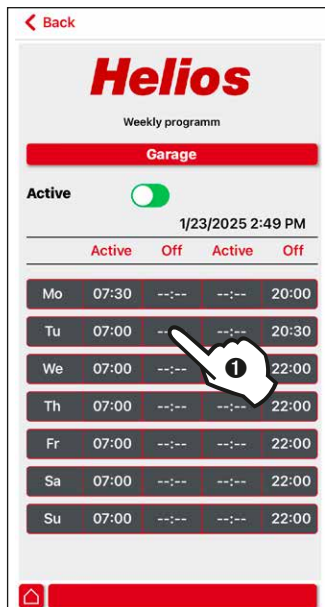 Back
Helios
Weekly programm
Garage
Active
1/23/2025 2:49 PM
Active Off Active Off
Mo 07:30 --:-- --:-- 20:00
Tu 07:00 -- 20:30
We 07:00 --:-- 22:00
Th 07:00 --:-- --:-- 22:00
Fr 07:00 --:-- --:-- 22:00
Sa 07:00 --:-- --:-- 22:00
Su 07:00 --:-- --:-- 22:00
❶